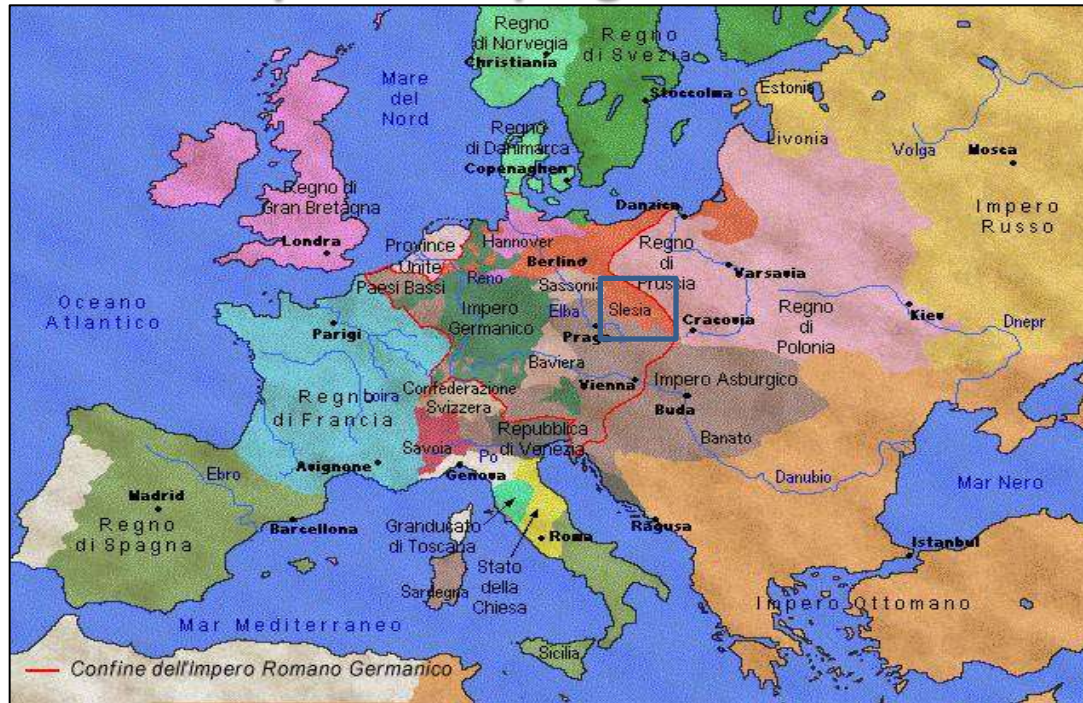 Regno
di Norvegia
Christiania
Regno
di Svezia
Stoccolma
Estonia
Livonia
Volga
Mosca
Impero
Russo
Mare
del
Nord
Regno
di Danimarca
Copenaghen
Regno di
Gran Bretagna
Londra
Danzica
Province
Unite
Paesi Bassi
Hannover
Berlino
Reno
Sassonia
Regno
di
Prussia
Varsavia
Slesia
Elba
Praga
Cracovia
Regno
di
Polonia
Kiev
Dnepr
Oceano
Atlantico
Parigi
Impero
Germanico
Baviera
Vienna
Impero Asburgico
Buda
Banato
Regno
di Francia
Loira
Confederazione
Svizzera
Savoia
Po
Repubblica
di Venezia
Danubio
Mar Nero
Ebro
Avignone
Genova
Madrid
Regno
di Spagna
Barcellona
Granducato
di Toscana
Roma
Stato
della
Chiesa
Ragusa
Istanbul
Sardegna
Impero Ottomano
Mar Mediterraneo
Sicilia
Confine dell'Impero Romano Germanico